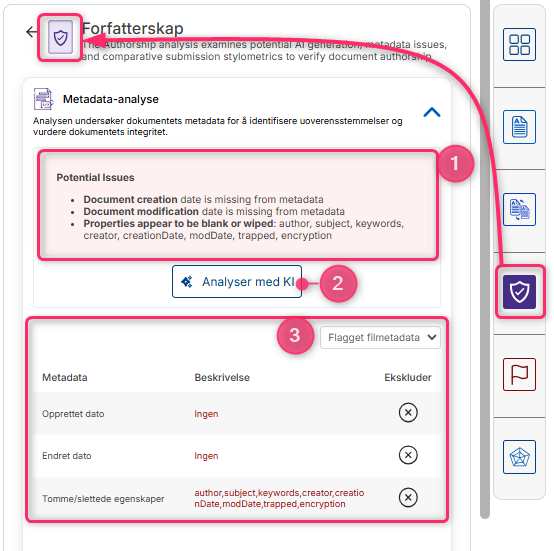 Forfatterskap
The Authorship analysis examines potential AI generation, metadata issues,
and comparative submission stylometrics to verify document authorship
Metadata-analyse
Analysen undersøker dokumentets metadata for å identifisere uoverensstemmelser og
vurdere dokumentets integritet.
1
Potential Issues
• Document creation date is missing from metadata
• Document modification date is missing from metadata
• Properties appear to be blank or wiped: author, subject, keywords,
creator, creationDate, modDate, trapped, encryption
Analyser med KI
2
3
Flagget filmetadata
Metadata Beskrivelse Ekskluder
Opprettet dato Ingen
Endret dato Ingen
Tomme/slettede egenskaper author,subject,keywords,creator,creatio
nDate,modDate,trapped,encryption